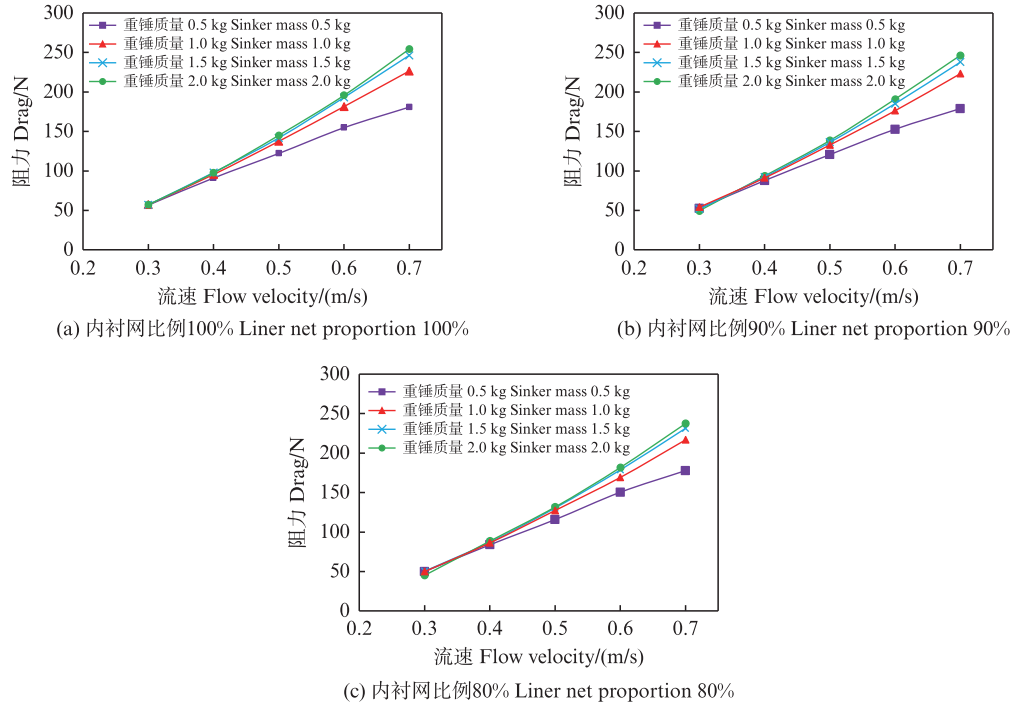 300
250
200
150
100
50
0
阻力 Drag/N
重锤质量 0.5 kg Sinker mass 0.5 kg
重锤质量 1.0 kg Sinker mass 1.0 kg
重锤质量 1.5 kg Sinker mass 1.5 kg
重锤质量 2.0 kg Sinker mass 2.0 kg
0.2 0.3 0.4 0.5 0.6 0.7
流速 Flow velocity/(m/s)
(a) 内衬网比例100% Liner net proportion 100%
300
250
200
150
100
50
0
阻力 Drag/N
重锤质量 0.5 kg Sinker mass 0.5 kg
重锤质量 1.0 kg Sinker mass 1.0 kg
重锤质量 1.5 kg Sinker mass 1.5 kg
重锤质量 2.0 kg Sinker mass 2.0 kg
0.2 0.3 0.4 0.5 0.6 0.7
流速 Flow velocity/(m/s)
(b) 内衬网比例90% Liner net proportion 90%
300
250
200
150
100
50
0
阻力 Drag/N
重锤质量 0.5 kg Sinker mass 0.5 kg
重锤质量 1.0 kg Sinker mass 1.0 kg
重锤质量 1.5 kg Sinker mass 1.5 kg
重锤质量 2.0 kg Sinker mass 2.0 kg
0.2 0.3 0.4 0.5 0.6 0.7
流速 Flow velocity/(m/s)
(c) 内衬网比例80% Liner net proportion 80%